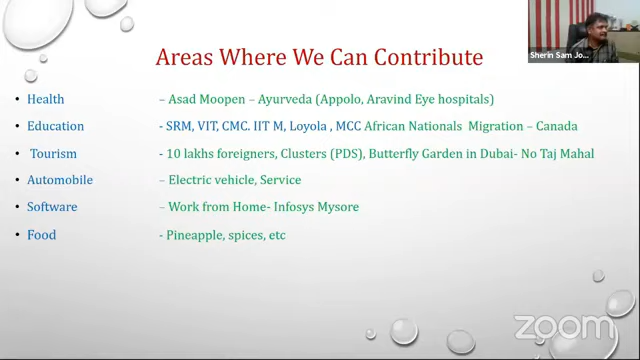 Sherin Sam Jo...
Areas Where We Can Contribute
• Health – Asad Moopen – Ayurveda (Appolo, Aravind Eye hospitals)
• Education - SRM, VIT, CMC. IIT M, Loyola , MCC African Nationals Migration – Canada
• Tourism - 10 lakhs foreigners, Clusters (PDS), Butterfly Garden in Dubai- No Taj Mahal
• Automobile – Electric vehicle, Service
• Software – Work from Home- Infosys Mysore
• Food - Pineapple, spices, etc
zoom